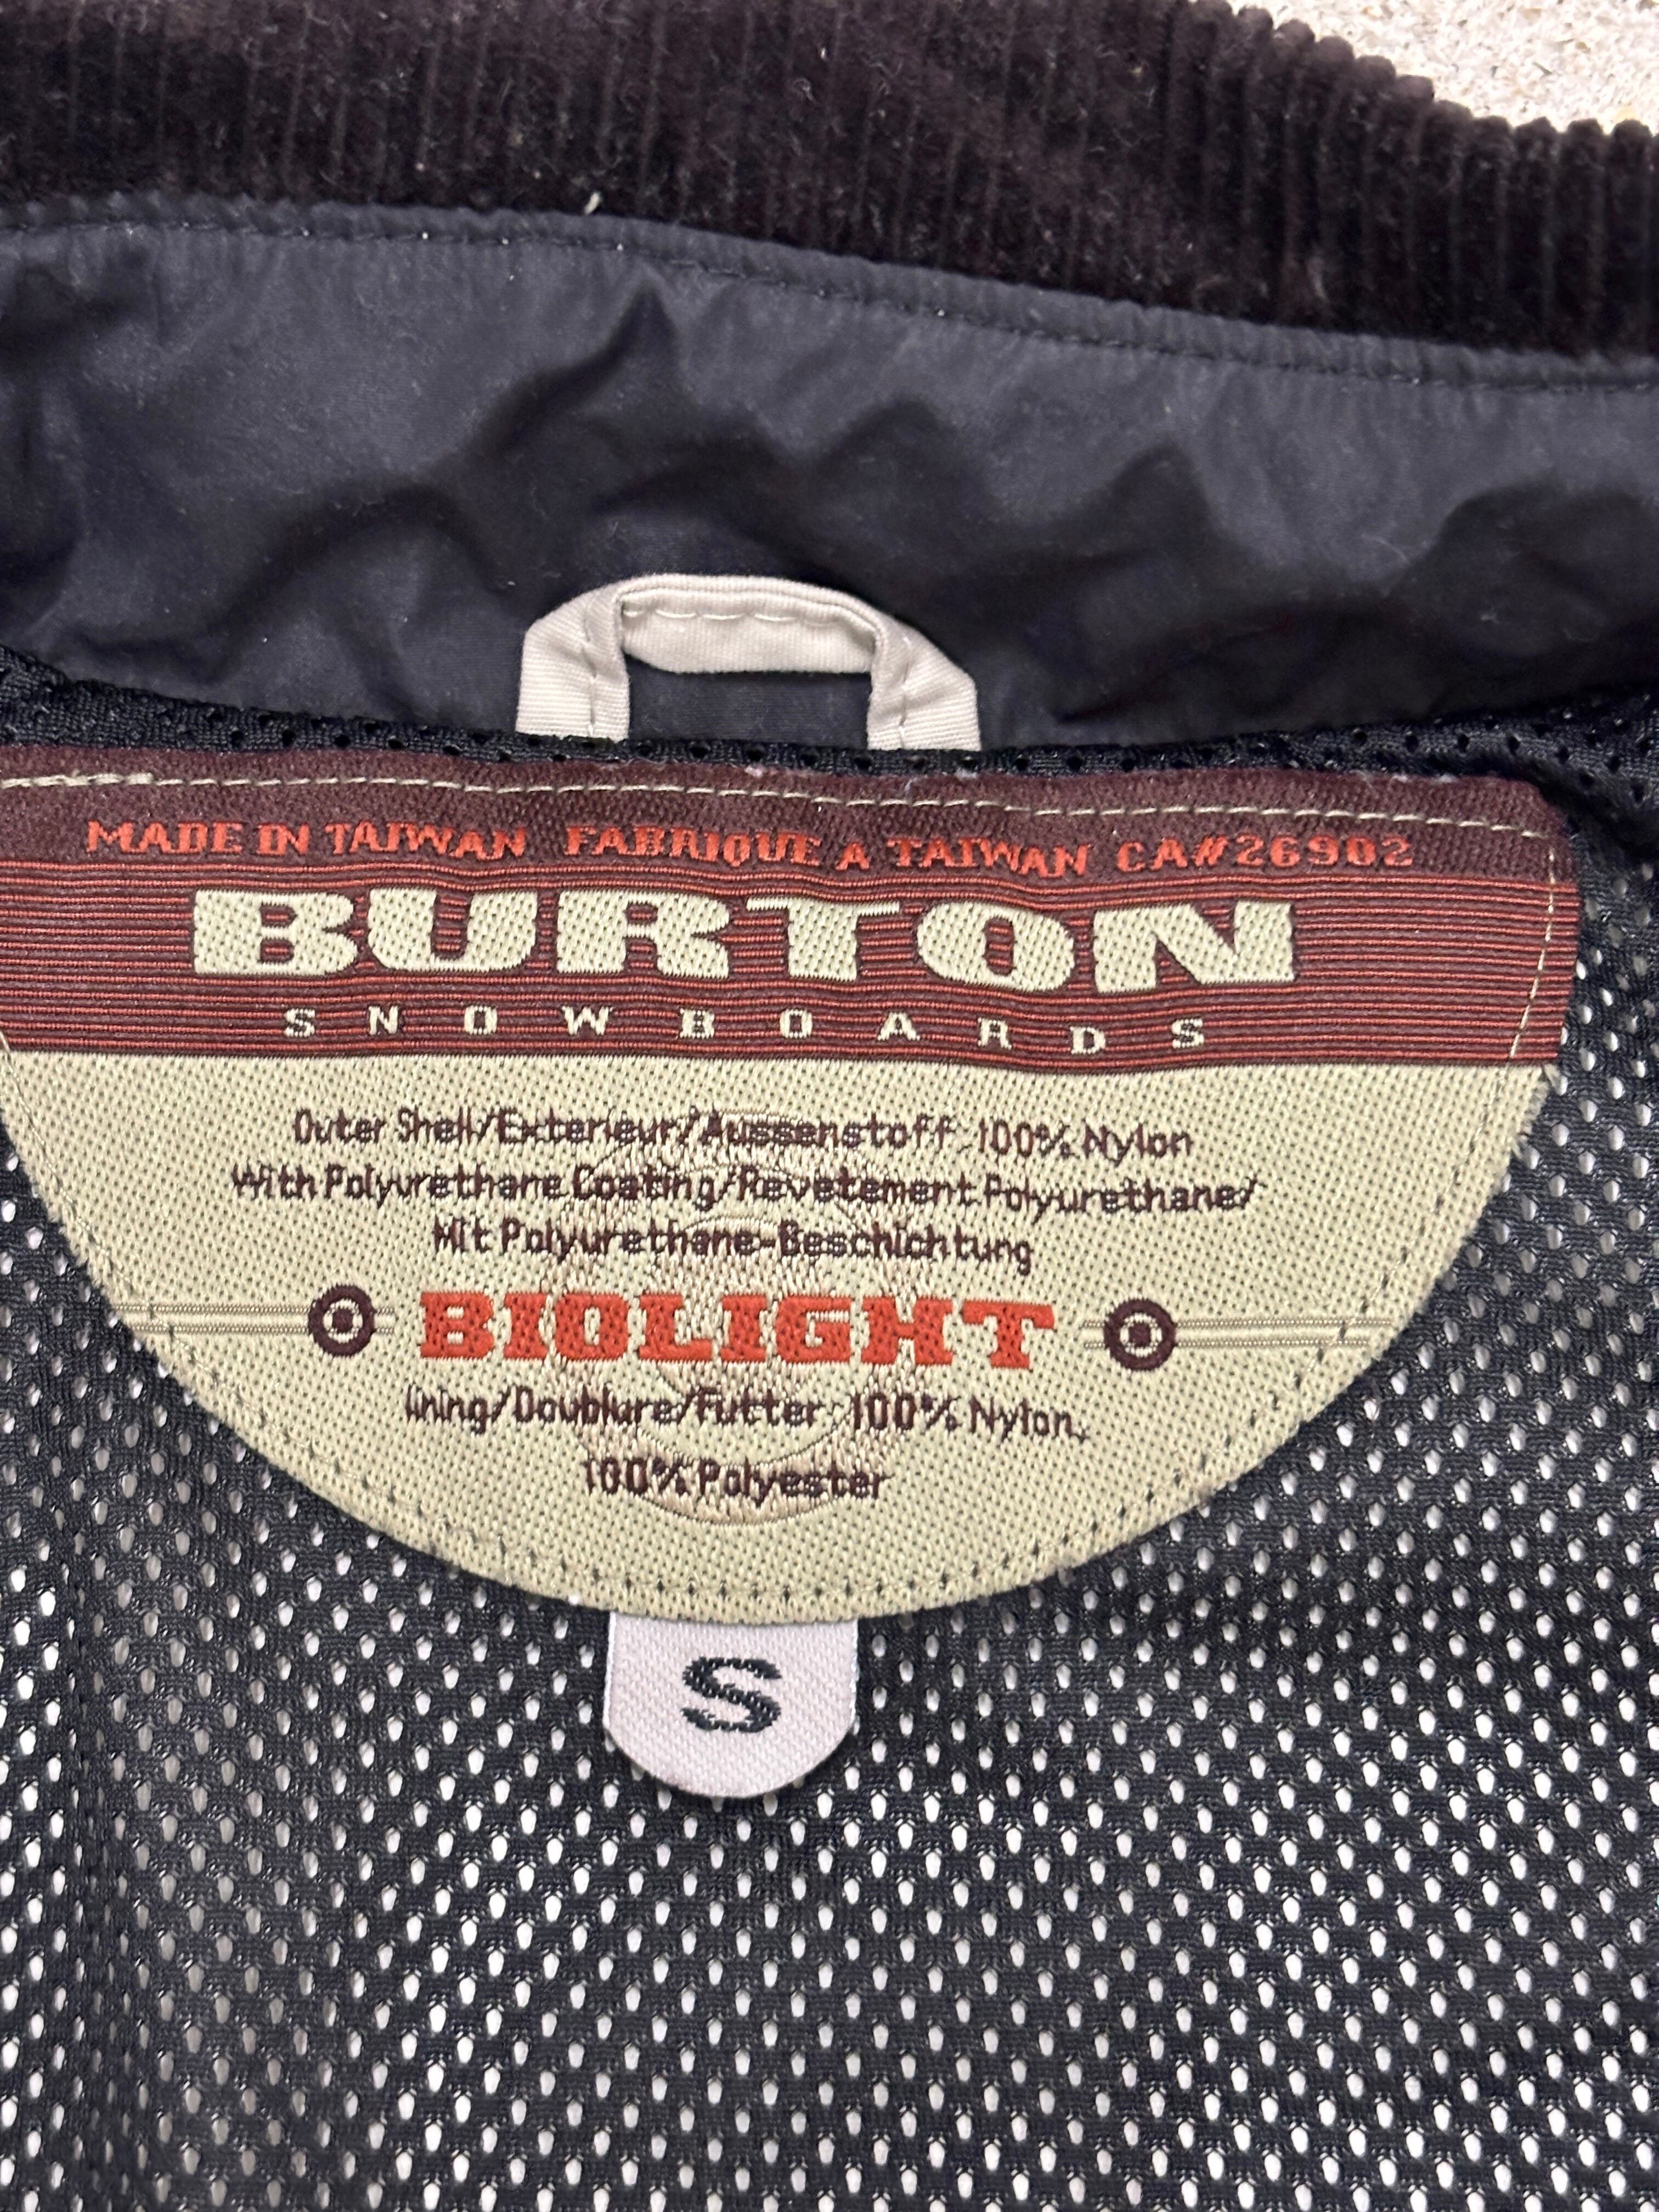 MADE IN TAIWAN FABRIQUE A TAIWAN CA#26902
BURTON
SNOWBOARDS
Outer Shell/Exterieur/Aussenstoff 100% Nylon
with Polyurethane Coating/Revetement Polyurethane/
Mit Polyurethane-Beschichtung
BIOLIGHT
Lining/Doublure/Futter 100% Nylon,
100% Polyester
S